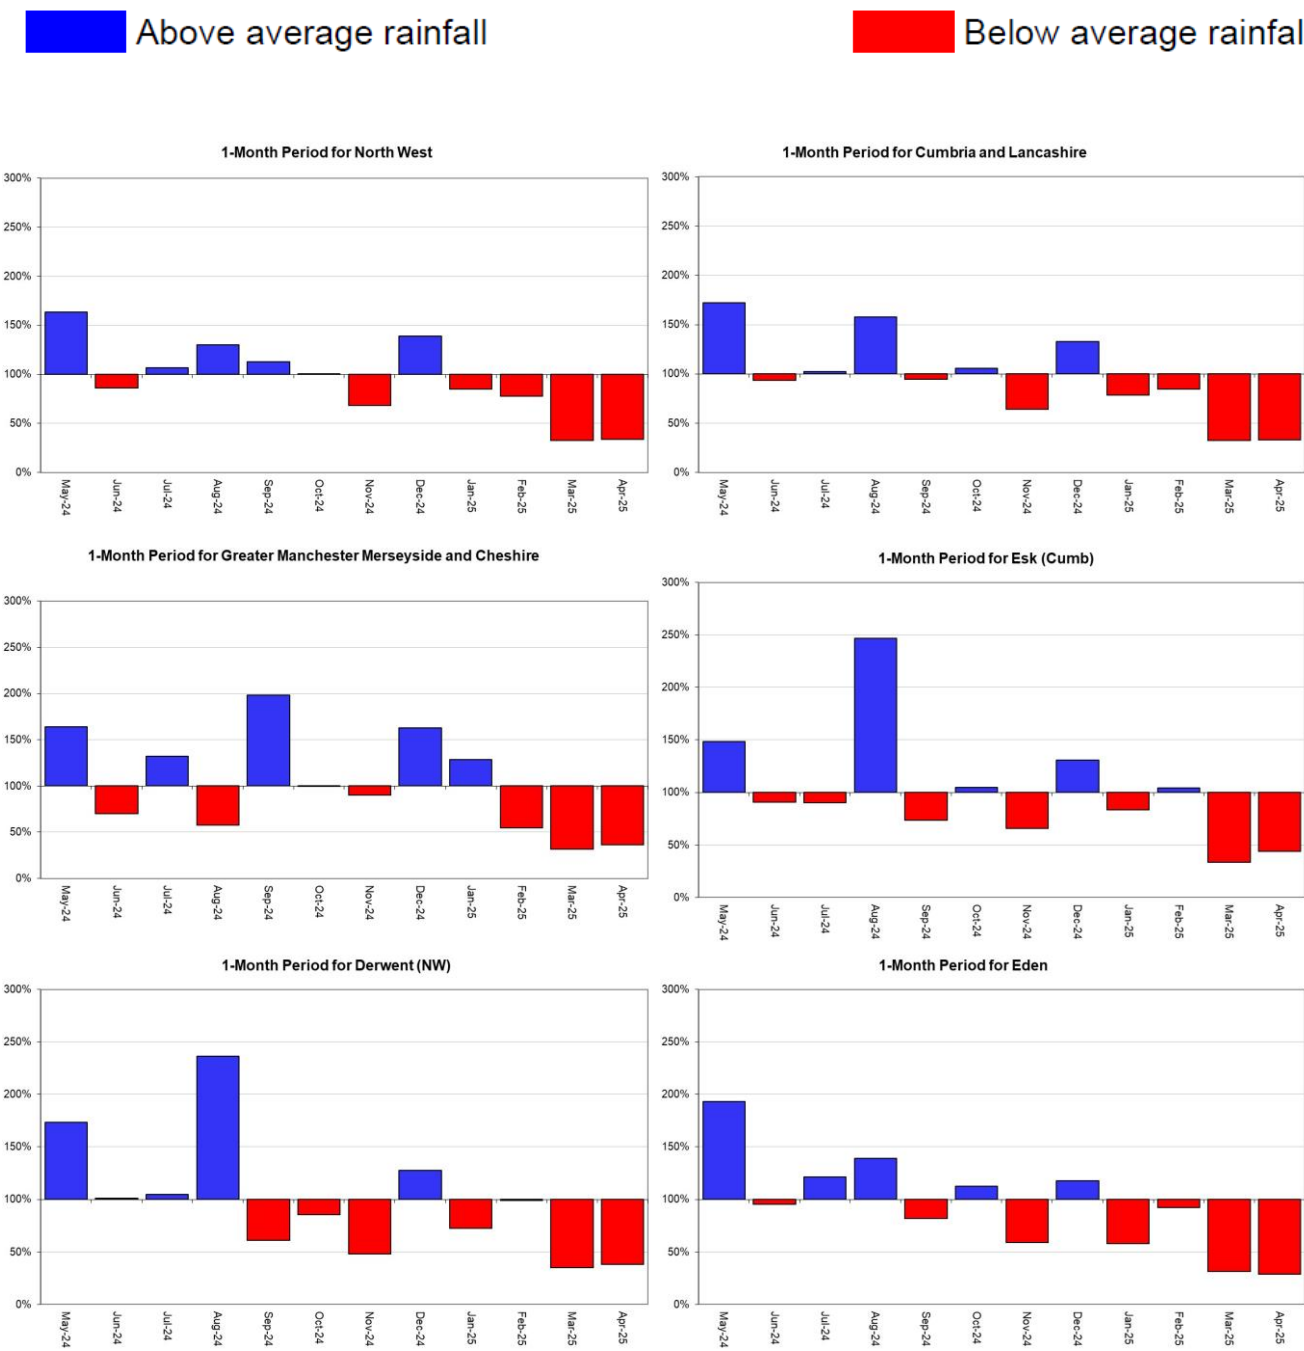 Above average rainfall
Below average rainfal
1-Month Period for North West
300%
250%
200%
150%
100%
50%
0%
May-24
Jun-24
Jul-24
Aug-24
Sep-24
Oct-24
Nov-24
Dec-24
Jan-25
Feb-25
Mar-25
Apr-25
1-Month Period for Cumbria and Lancashire
300%
250%
200%
150%
100%
50%
0%
May-24
Jun-24
Jul-24
Aug-24
Sep-24
Oct-24
Nov-24
Dec-24
Jan-25
Feb-25
Mar-25
Apr-25
1-Month Period for Greater Manchester Merseyside and Cheshire
300%
250%
200%
150%
100%
50%
0%
May-24
Jun-24
Jul-24
Aug-24
Sep-24
Oct-24
Nov-24
Dec-24
Jan-25
Feb-25
Mar-25
Apr-25
1-Month Period for Esk (Cumb)
300%
250%
200%
150%
100%
50%
0%
May-24
Jun-24
Jul-24
Aug-24
Sep-24
Oct-24
Nov-24
Dec-24
Jan-25
Feb-25
Mar-25
Apr-25
1-Month Period for Derwent (NW)
300%
250%
200%
150%
100%
50%
0%
May-24
Jun-24
Jul-24
Aug-24
Sep-24
Oct-24
Nov-24
Dec-24
Jan-25
Feb-25
Mar-25
Apr-25
1-Month Period for Eden
300%
250%
200%
150%
100%
50%
0%
May-24
Jun-24
Jul-24
Aug-24
Sep-24
Oct-24
Nov-24
Dec-24
Jan-25
Feb-25
Mar-25
Apr-25